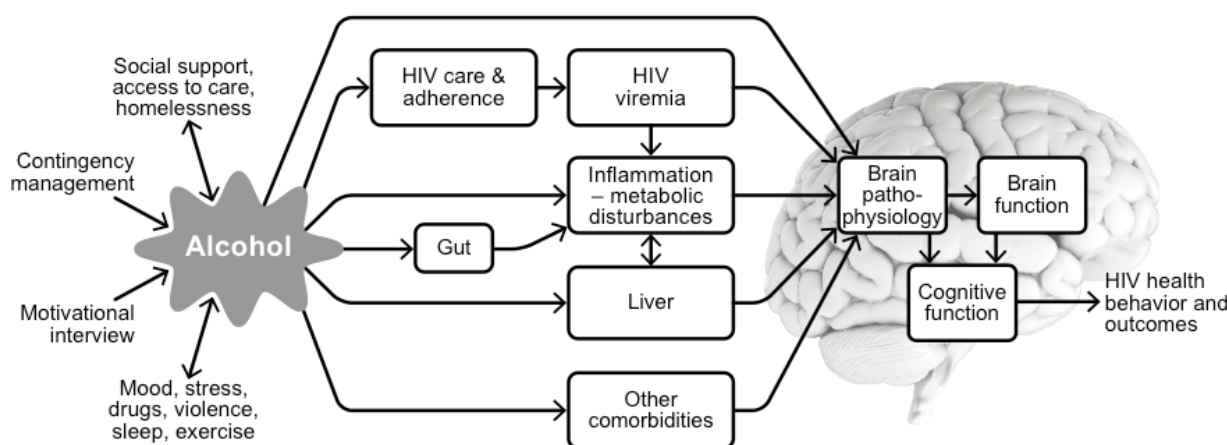 Social support,
access to care,
homelessness
Contingency
management
Alcohol
Motivational
interview
Mood, stress,
drugs, violence,
sleep, exercise
HIV care &
adherence
HIV
viremia
Inflammation
– metabolic
disturbances
Gut
Liver
Other
comorbidities
Brain
patho-
physiology
Brain
function
Cognitive
function
HIV health
behavior and
outcomes